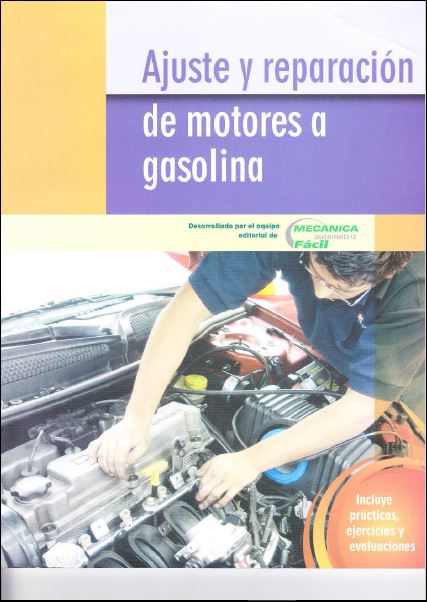 Ajuste y reparación
de motores a
gasolina
Desarrollado por el equipo
editorial de
MECANICA
automotriz
Fácil
Incluye
prácticas,
ejercicios y
evaluaciones